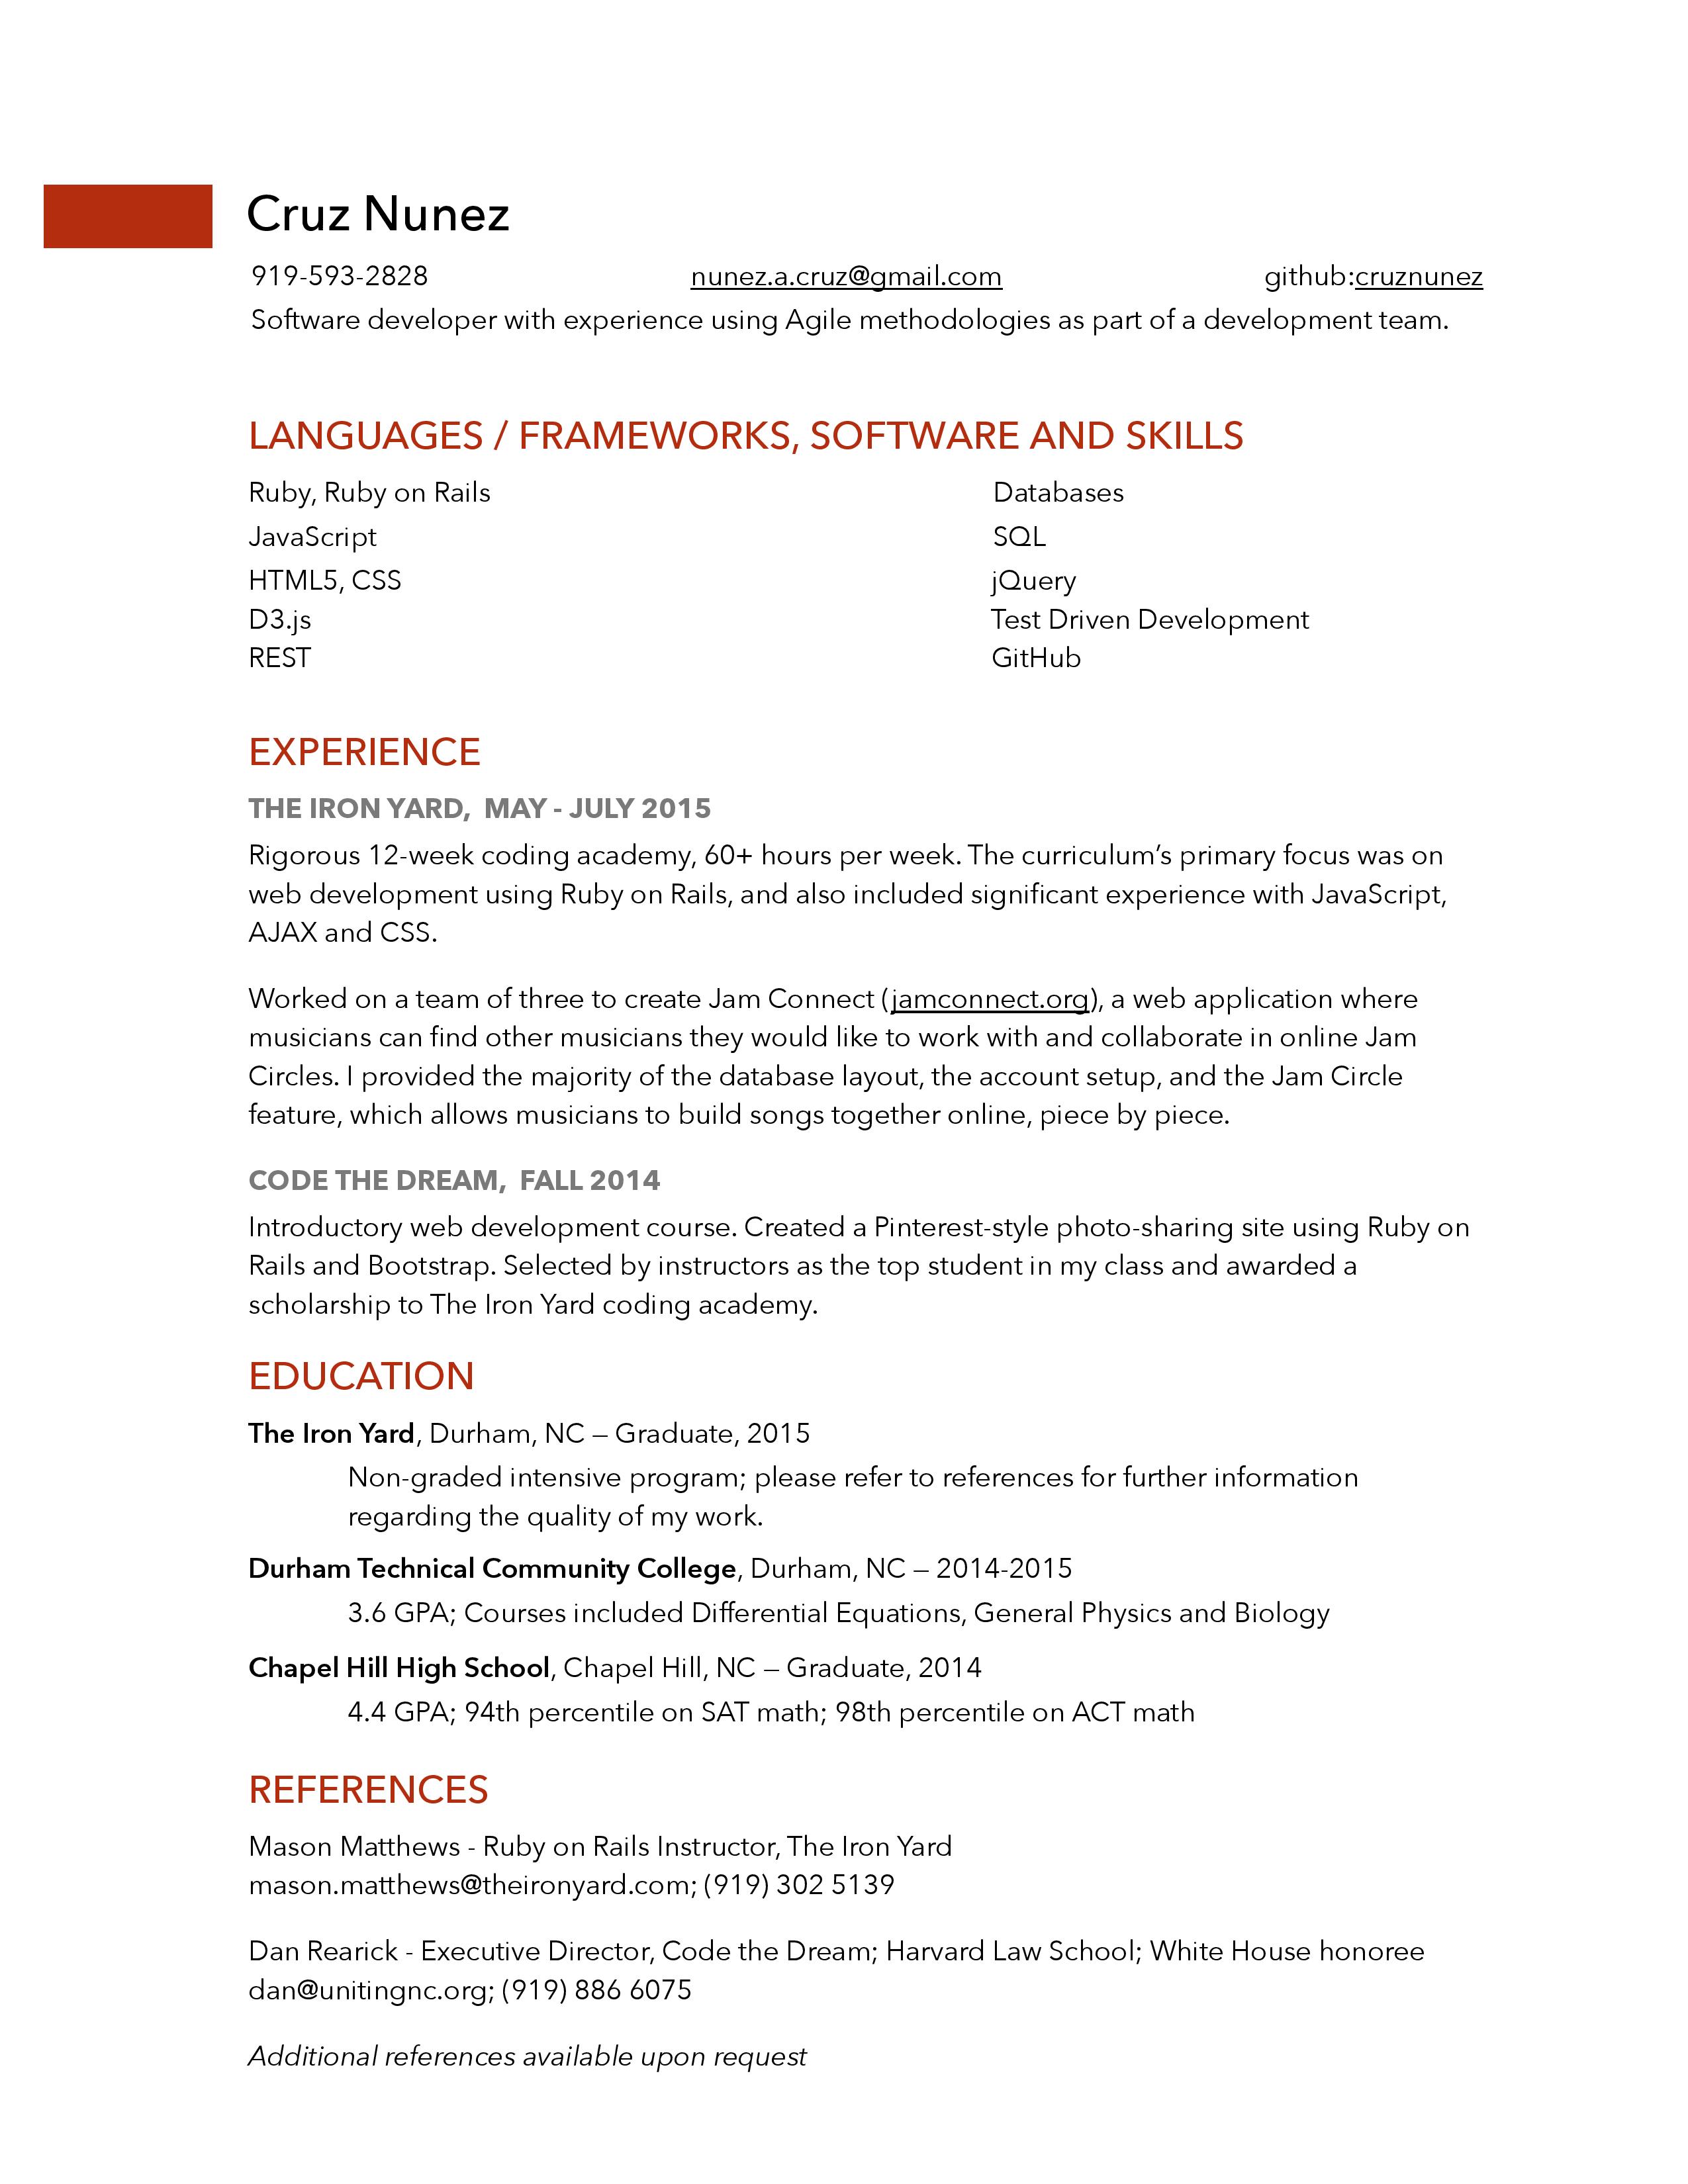 Cruz Nunez
919-593-2828 nunez.a.cruz@gmail.com github:cruznunez
Software developer with experience using Agile methodologies as part of a development team.
LANGUAGES / FRAMEWORKS, SOFTWARE AND SKILLS
Ruby, Ruby on Rails Databases
JavaScript SQL
HTML5, CSS jQuery
D3.js Test Driven Development
REST GitHub
EXPERIENCE
THE IRON YARD, MAY - JULY 2015
Rigorous 12-week coding academy, 60+ hours per week. The curriculum’s primary focus was on
web development using Ruby on Rails, and also included significant experience with JavaScript,
AJAX and CSS.
Worked on a team of three to create Jam Connect (jamconnect.org), a web application where
musicians can find other musicians they would like to work with and collaborate in online Jam
Circles. I provided the majority of the database layout, the account setup, and the Jam Circle
feature, which allows musicians to build songs together online, piece by piece.
CODE THE DREAM, FALL 2014
Introductory web development course. Created a Pinterest-style photo-sharing site using Ruby on
Rails and Bootstrap. Selected by instructors as the top student in my class and awarded a
scholarship to The Iron Yard coding academy.
EDUCATION
The Iron Yard, Durham, NC — Graduate, 2015
Non-graded intensive program; please refer to references for further information
regarding the quality of my work.
Durham Technical Community College, Durham, NC — 2014-2015
3.6 GPA; Courses included Differential Equations, General Physics and Biology
Chapel Hill High School, Chapel Hill, NC — Graduate, 2014
4.4 GPA; 94th percentile on SAT math; 98th percentile on ACT math
REFERENCES
Mason Matthews - Ruby on Rails Instructor, The Iron Yard
mason.matthews@theironyard.com; (919) 302 5139
Dan Rearick - Executive Director, Code the Dream; Harvard Law School; White House honoree
dan@unitingnc.org; (919) 886 6075
Additional references available upon request